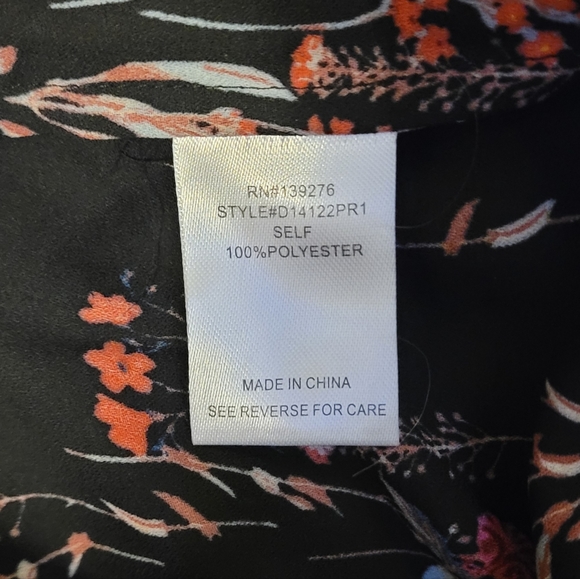 RN#139276
STYLE#D14122PR1
SELF
100%POLYESTER
MADE IN CHINA
SEE REVERSE FOR CARE